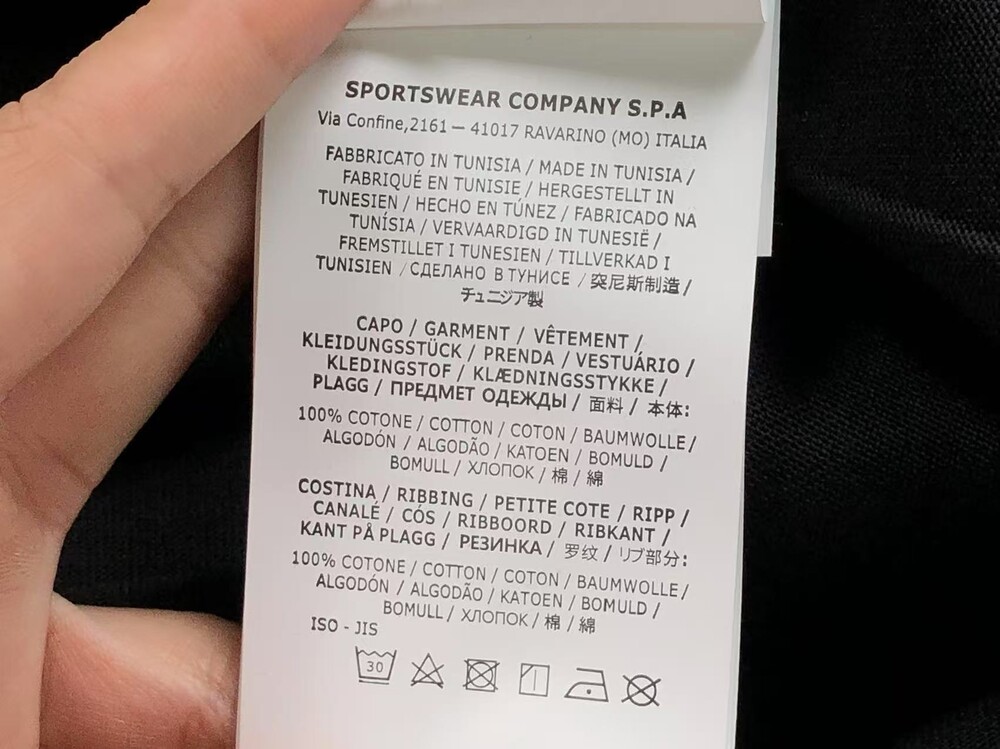 SPORTSWEAR COMPANY S.P.A
Via Confine,2161 — 41017 RAVARINO (MO) ITALIA
FABBRICATO IN TUNISIA / MADE IN TUNISIA /
FABRIQUÉ EN TUNISIE / HERGESTELLT IN
TUNESIEN / HECHO EN TÚNEZ / FABRICADO NA
TUNÍSIA / VERVAARDIGD IN TUNESIË /
FREMSTILLET I TUNESIEN / TILLVERKAD I
TUNISIEN / СДЕЛАНО В ТУНИСЕ / 突尼斯制造 /
チュニジア製
CAPO / GARMENT / VÊTEMENT /
KLEIDUNGSSTÜCK / PRENDA / VESTUÁRIO /
KLEDINGSTOF / KLÆDNINGSSTYKKE /
PLAGG / ПРЕДМЕТ ОДЕЖДЫ / 面料 / 本体:
100% COTONE / COTTON / COTON / BAUMWOLLE /
ALGODÓN / ALGODÃO / KATOEN / BOMULD /
BOMULL / ХЛОПОК / 棉 / 綿
COSTINA / RIBBING / PETITE COTE / RIPP /
CANALÉ / CÓS / RIBBOORD / RIBKANT /
KANT PÅ PLAGG / РЕЗИНКА / 罗纹 / リブ部分:
100% COTONE / COTTON / COTON / BAUMWOLLE /
ALGODÓN / ALGODÃO / KATOEN / BOMULD /
BOMULL / ХЛОПОК / 棉 / 綿
ISO - JIS
30